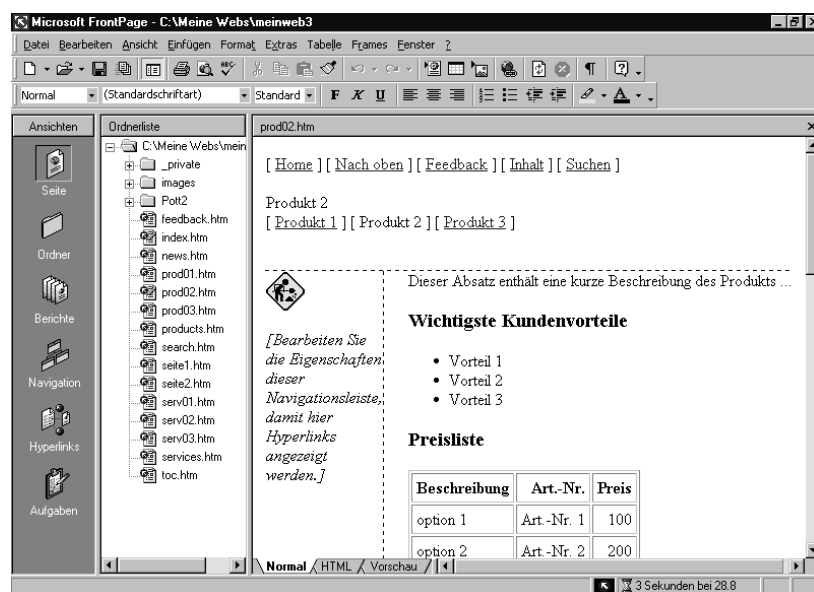 Microsoft FrontPage - C:\Meine Webs\meinweb3
Datei Bearbeiten Ansicht Einfügen Format Extras Tabelle Frames Fenster ?
Normal (Standardschriftart) Standard F K U
Ansichten
Seite
Ordner
Berichte
Navigation
Hyperlinks
Aufgaben
Ordnerliste
C:\Meine Webs\mein
_private
images
Pott2
feedback.htm
index.htm
news.htm
prod01.htm
prod02.htm
prod03.htm
products.htm
search.htm
seite1.htm
seite2.htm
serv01.htm
serv02.htm
serv03.htm
services.htm
toc.htm
prod02.htm
[ Home ] [ Nach oben ] [ Feedback ] [ Inhalt ] [ Suchen ]
Produkt 2
[ Produkt 1 ] [ Produkt 2 ] [ Produkt 3 ]
[Bearbeiten Sie
die Eigenschaften
dieser
Navigationsleiste,
damit hier
Hyperlinks
angezeigt
werden.]
Dieser Absatz enthält eine kurze Beschreibung des Produkts ...
Wichtigste Kundenvorteile
• Vorteil 1
• Vorteil 2
• Vorteil 3
Preisliste
Beschreibung Art.-Nr. Preis
option 1 Art.-Nr. 1 100
option 2 Art.-Nr. 2 200
Normal HTML Vorschau
3 Sekunden bei 28.8